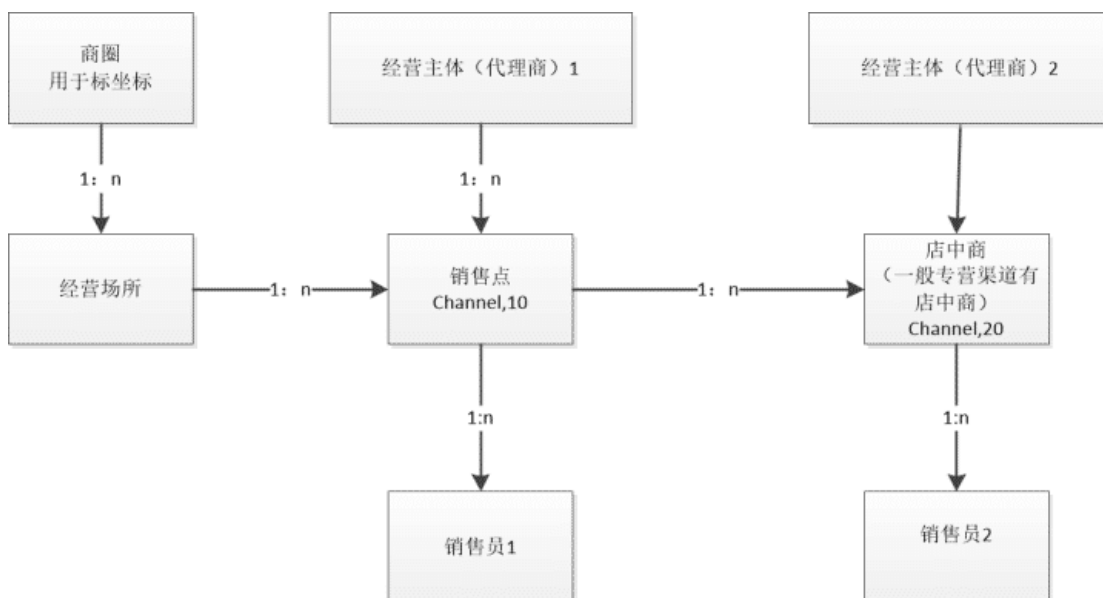 商圈
用于标坐标
经营主体（代理商）1
经营主体（代理商）2
1：n
1：n
经营场所
1：n
销售点
Channel,10
1：n
店中商
（一般专营渠道有
店中商）
Channel,20
1:n
1:n
销售员1
销售员2